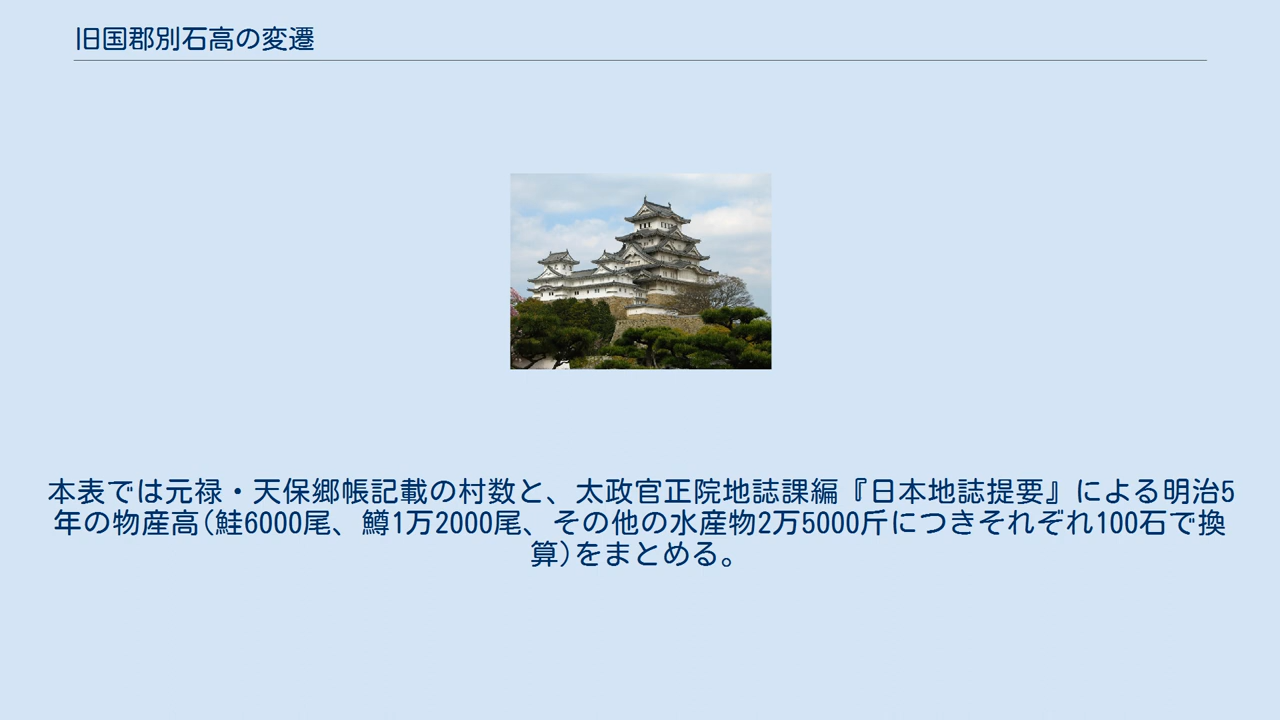 旧国郡別石高の変遷
本表では元禄・天保郷帳記載の村数と、太政官正院地誌課編『日本地誌提要』による明治5
年の物産高(鮭6000尾、鱒1万2000尾、その他の水産物2万5000斤につきそれぞれ100石で換
算)をまとめる。